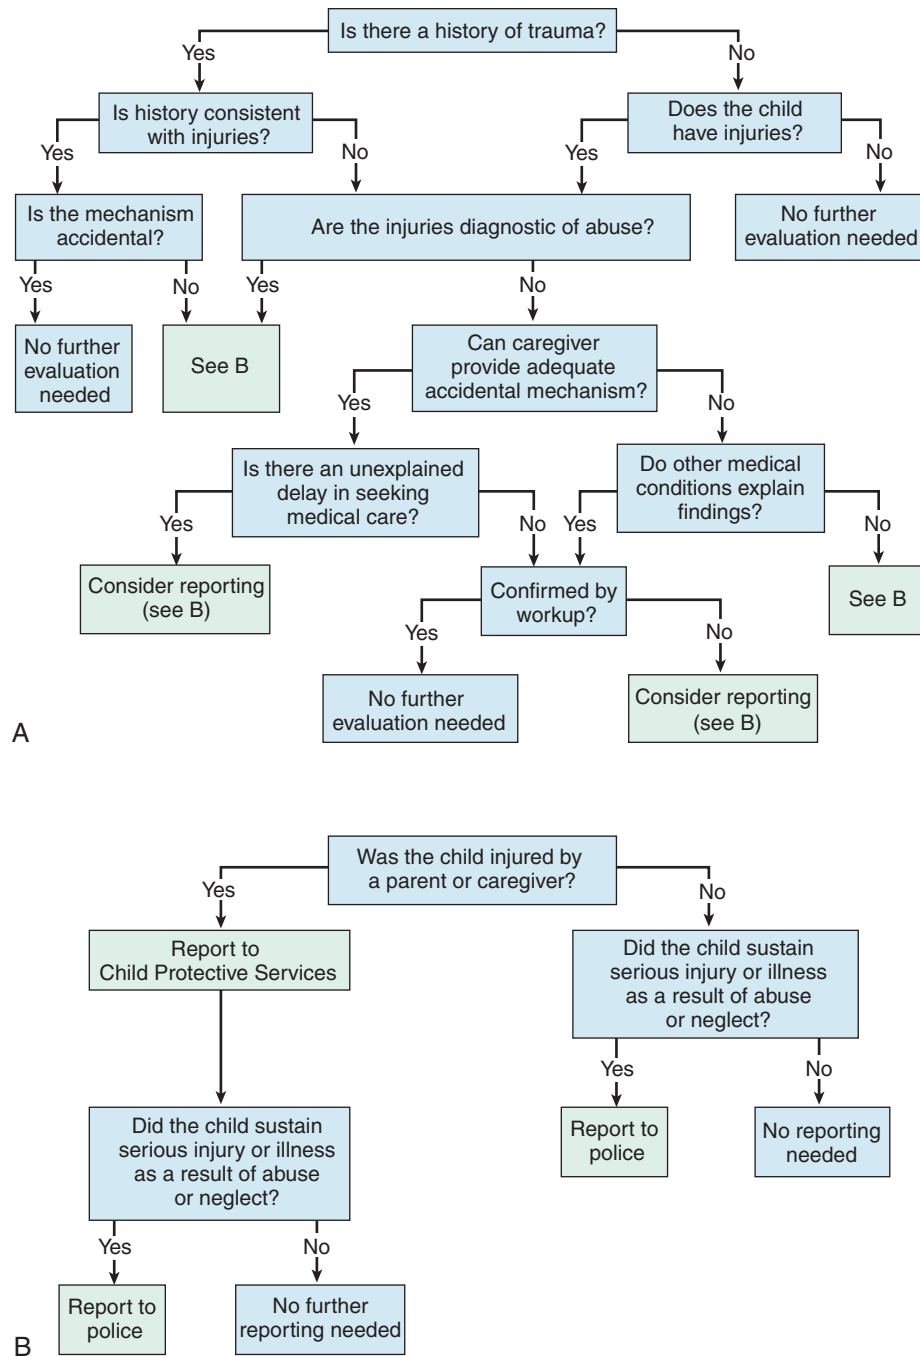 Is there a history of trauma?
Yes
No
Is history consistent
with injuries?
Does the child
have injuries?
Yes
No
Yes
No
Is the mechanism
accidental?
Are the injuries diagnostic of abuse?
No further
evaluation needed
Yes
No
Yes
No
No further
evaluation
needed
See B
Can caregiver
provide adequate
accidental mechanism?
Yes
No
Is there an unexplained
delay in seeking
medical care?
Do other medical
conditions explain
findings?
Yes
No
Yes
No
Consider reporting
(see B)
Confirmed by
workup?
See B
Yes
No
No further
evaluation needed
Consider reporting
(see B)
A
Was the child injured by
a parent or caregiver?
Yes
No
Report to
Child Protective Services
Did the child sustain
serious injury or illness
as a result of abuse
or neglect?
Yes
No
Did the child sustain
serious injury or illness
as a result of abuse
or neglect?
Report to
police
No reporting
needed
Yes
No
Report to
police
No further
reporting needed
B